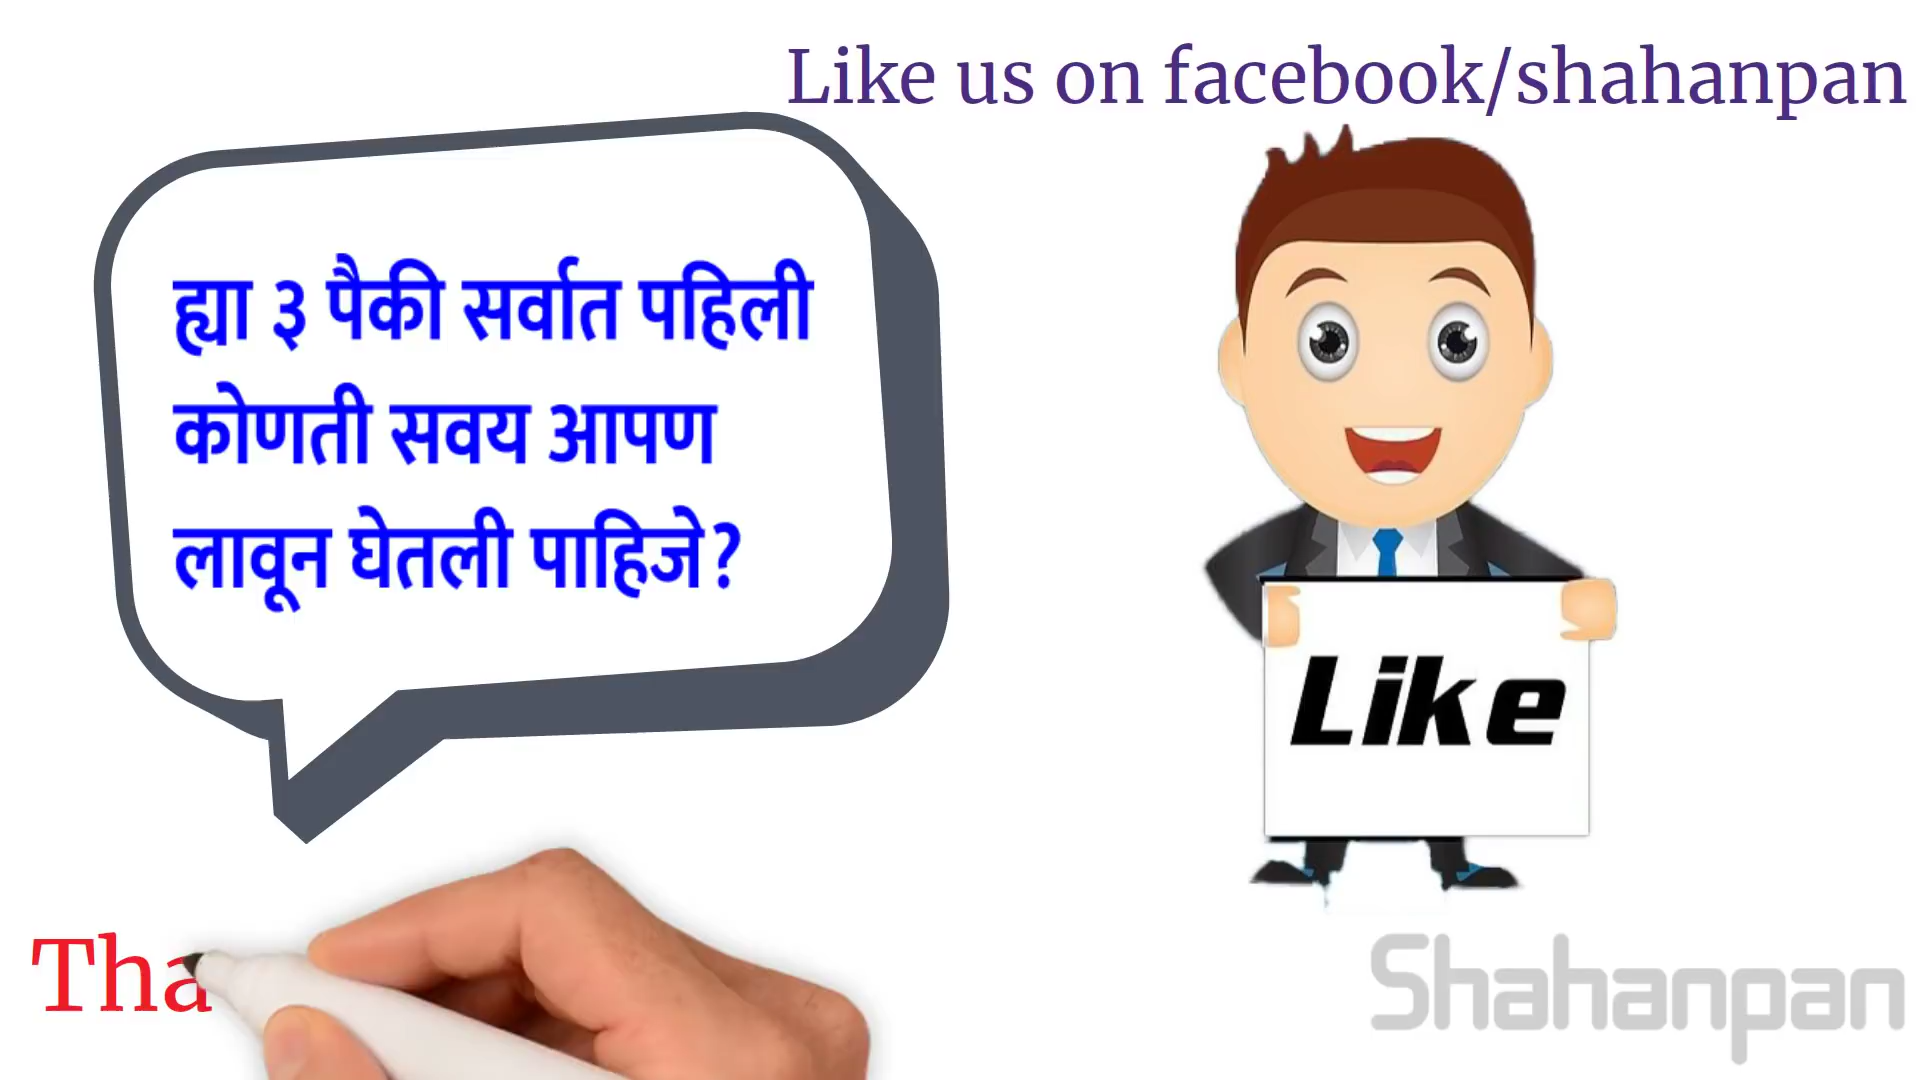 Like us on facebook/shahanpan
ह्या ३ पैकी सर्वात पहिली
कोणती सवय आपण
लावून घेतली पाहिजे?
Like
Tha
Shahanpan